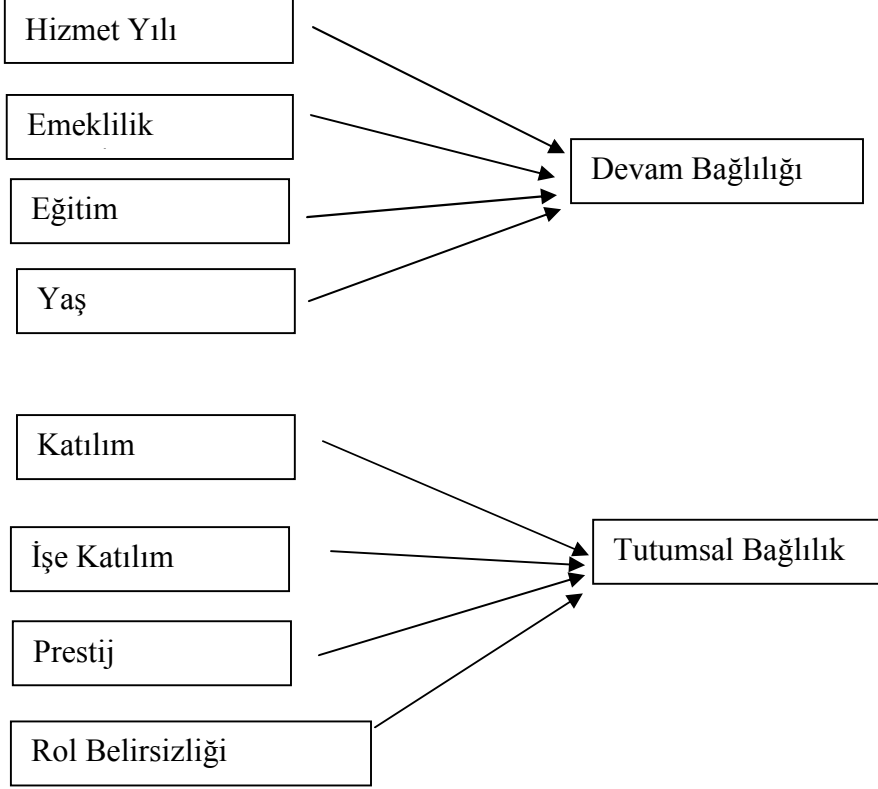 Hizmet Yılı
Emeklilik
Devam Bağlılığı
Eğitim
Yaş
Katılım
İşe Katılım
Tutumsal Bağlılık
Prestij
Rol Belirsizliği